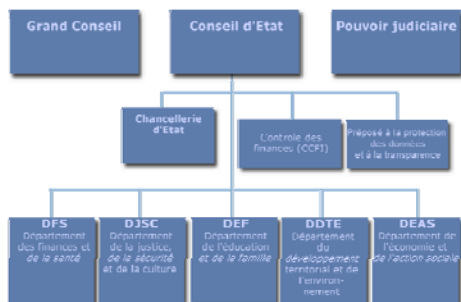 Grand Conseil
Conseil d'Etat
Pouvoir judiciaire
Chancellerie
d'Etat
Contrôle des
finances (CCFI)
Préposé à la protection
des données
et à la transparence
DFS
Département
des finances et
de la santé
DJSC
Département
de la justice,
de la sécurité
et de la culture
DEF
Département
de l'éducation
et de la famille
DDTE
Département
du
développement
territorial et de
l'environ-
nement
DEAS
Département de
l'économie et
de l'action sociale